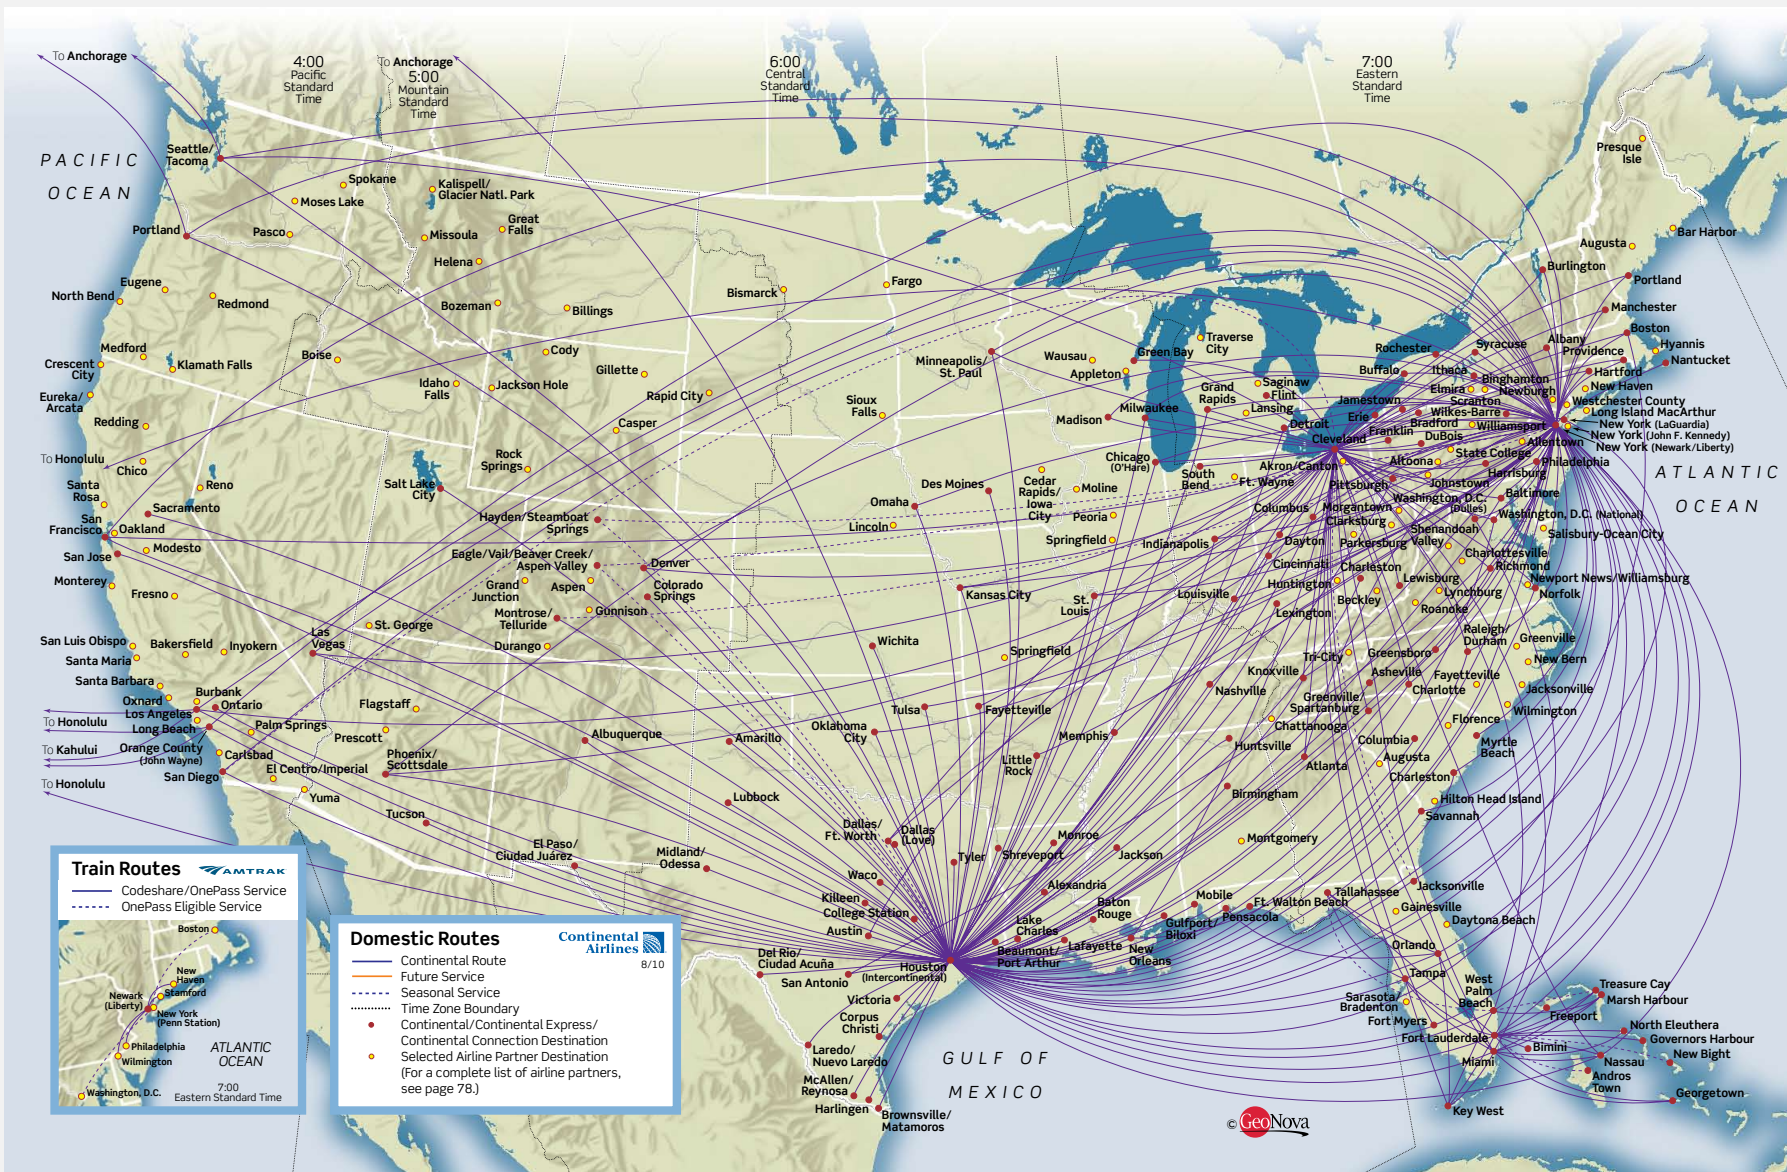 To Anchorage
To Anchorage
4:00
Pacific
Standard
Time
5:00
Mountain
Standard
Time
6:00
Central
Standard
Time
7:00
Eastern
Standard
Time
PACIFIC
OCEAN
Seattle/
Tacoma
Spokane
Moses Lake
Kalispell/
Glacier Natl. Park
Great
Falls
Portland
Pasco
Missoula
Helena
Eugene
North Bend
Redmond
Bozeman
Billings
Bismarck
Fargo
Medford
Crescent
City
Klamath Falls
Boise
Cody
Idaho
Falls
Jackson Hole
Gillette
Rapid City
Eureka/
Arcata
Redding
Casper
Sioux
Falls
Minneapolis/
St. Paul
Wausau
Appleton
Green Bay
Traverse
City
Madison
Milwaukee
Grand
Rapids
Saginaw
Flint
Lansing
Detroit
To Honolulu
Chico
Santa
Rosa
Reno
Sacramento
San
Francisco
Oakland
San Jose
Modesto
Monterey
Fresno
Rock
Springs
Salt Lake
City
Hayden/Steamboat
Springs
Eagle/Vail/Beaver Creek/
Aspen Valley
Denver
Grand
Junction
Aspen
Colorado
Springs
Montrose/
Telluride
Gunnison
Durango
St. George
Las
Vegas
Omaha
Lincoln
Des Moines
Cedar
Rapids/
Iowa
City
Moline
Peoria
Springfield
Chicago
(O'Hare)
South
Bend
Ft. Wayne
Indianapolis
Kansas City
St.
Louis
Wichita
Springfield
San Luis Obispo
Bakersfield
Inyokern
Santa Maria
Santa Barbara
Oxnard
Burbank
Ontario
Los Angeles
Long Beach
Palm Springs
Orange County
(John Wayne)
Carlsbad
San Diego
El Centro/Imperial
Yuma
To Honolulu
To Kahului
To Honolulu
Flagstaff
Prescott
Phoenix/
Scottsdale
Tucson
Albuquerque
Amarillo
Lubbock
El Paso/
Ciudad Juárez
Midland/
Odessa
Tulsa
Oklahoma
City
Fayetteville
Little
Rock
Memphis
Dallas/
Ft. Worth
Dallas
(Love)
Tyler
Shreveport
Monroe
Jackson
Waco
Killeen
College Station
Austin
Alexandria
Baton
Rouge
Lake
Charles
Beaumont/
Port Arthur
Lafayette
New
Orleans
Gulfport/
Biloxi
Mobile
Pensacola
Ft. Walton Beach
Tallahassee
Houston
(Intercontinental)
Del Rio/
Ciudad Acuña
San Antonio
Victoria
Corpus
Christi
Laredo/
Nuevo Laredo
McAllen/
Reynosa
Harlingen
Brownsville/
Matamoros
GULF OF
MEXICO
Presque
Isle
Bar Harbor
Augusta
Burlington
Portland
Manchester
Boston
Hyannis
Nantucket
Rochester
Syracuse
Albany
Providence
Hartford
Buffalo
Ithaca
Binghamton
Elmira
Newburgh
New Haven
Westchester County
Long Island MacArthur
New York (LaGuardia)
New York (John F. Kennedy)
New York (Newark/Liberty)
Jamestown
Scranton
Erie
Wilkes-Barre
Bradford
Williamsport
Franklin
DuBois
Allentown
Cleveland
State College
Philadelphia
Akron/Canton
Altoona
Harrisburg
Pittsburgh
Johnstown
Baltimore
Washington, D.C.
(Dulles)
Washington, D.C. (National)
Columbus
Morgantown
Clarksburg
Shenandoah
Valley
Salisbury-Ocean City
Dayton
Parkersburg
Charlottesville
Cincinnati
Charleston
Richmond
Huntington
Lewisburg
Newport News/Williamsburg
Louisville
Beckley
Lynchburg
Norfolk
Lexington
Roanoke
Raleigh/
Durham
Greenville
Tri-City
Greensboro
New Bern
Knoxville
Asheville
Fayetteville
Nashville
Greenville/
Spartanburg
Charlotte
Jacksonville
Chattanooga
Florence
Wilmington
Huntsville
Columbia
Myrtle
Beach
Atlanta
Augusta
Charleston
Birmingham
Hilton Head Island
Savannah
Montgomery
Jacksonville
Gainesville
Daytona Beach
Orlando
Tampa
West
Palm
Beach
Sarasota/
Bradenton
Fort Myers
Fort Lauderdale
Miami
Key West
Treasure Cay
Marsh Harbour
Freeport
North Eleuthera
Governors Harbour
Bimini
Nassau
New Bight
Andros
Town
Georgetown
ATLANTIC
OCEAN
Train Routes
AMTRAK
Codeshare/OnePass Service
OnePass Eligible Service
Boston
New
Haven
Stamford
Newark
(Liberty)
New York
(Penn Station)
Philadelphia
Wilmington
Washington, D.C.
ATLANTIC
OCEAN
7:00
Eastern Standard Time
Domestic Routes
Continental
Airlines
8/10
Continental Route
Future Service
Seasonal Service
Time Zone Boundary
Continental/Continental Express/
Continental Connection Destination
Selected Airline Partner Destination
(For a complete list of airline partners,
see page 78.)
© GeoNova